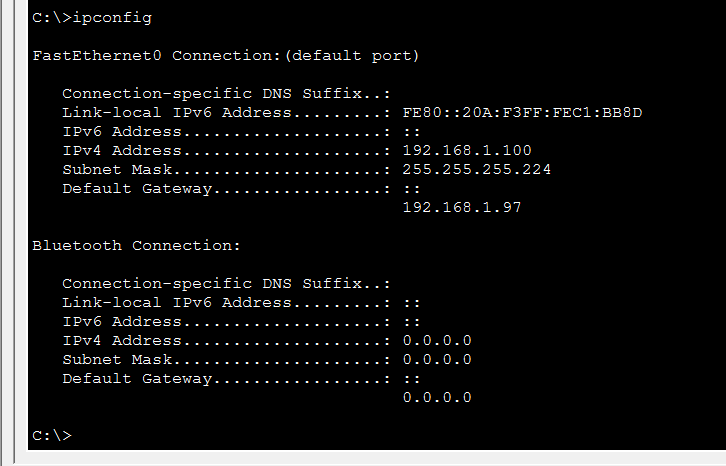 C:\>ipconfig
FastEthernet0 Connection:(default port)
Connection-specific DNS Suffix..:
Link-local IPv6 Address.........: FE80::20A:F3FF:FEC1:BB8D
IPv6 Address....................: ::
IPv4 Address....................: 192.168.1.100
Subnet Mask.....................: 255.255.255.224
Default Gateway.................: ::
192.168.1.97
Bluetooth Connection:
Connection-specific DNS Suffix..:
Link-local IPv6 Address.........: ::
IPv6 Address....................: ::
IPv4 Address....................: 0.0.0.0
Subnet Mask.....................: 0.0.0.0
Default Gateway.................: ::
0.0.0.0
C:\>